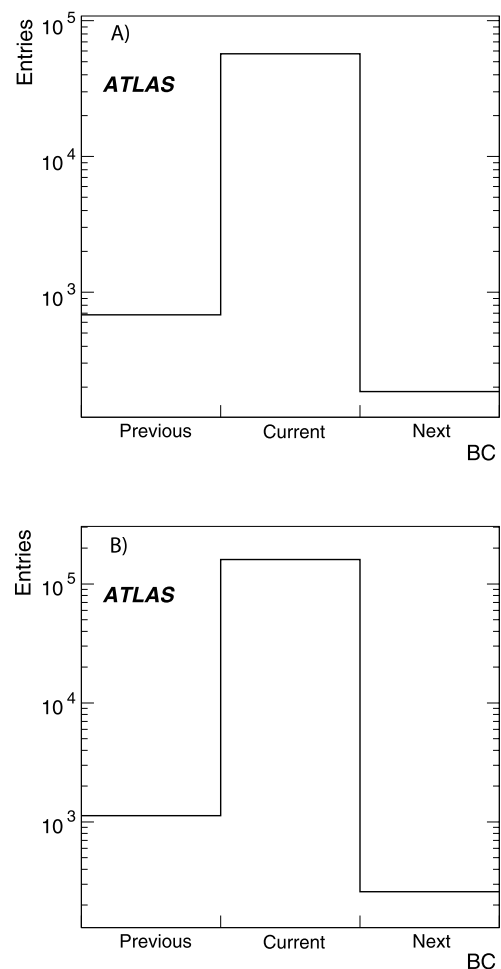 Entries
10^5
A)
ATLAS
10^4
10^3
Previous Current Next
BC
Entries
B)
10^5
ATLAS
10^4
10^3
Previous Current Next
BC